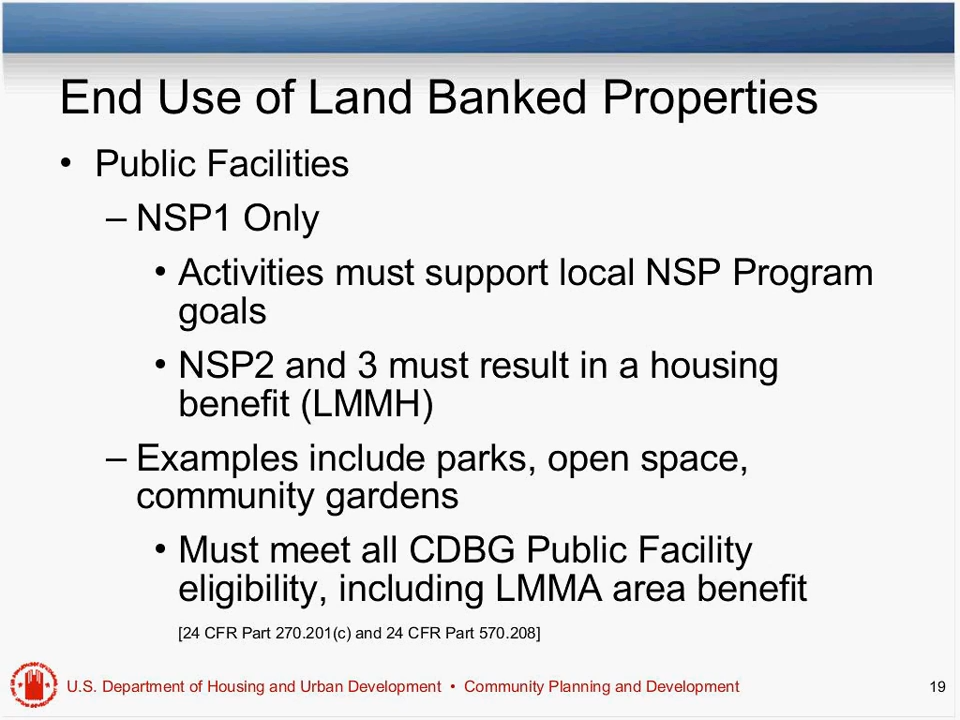 End Use of Land Banked Properties
• Public Facilities
– NSP1 Only
• Activities must support local NSP Program
goals
• NSP2 and 3 must result in a housing
benefit (LMMH)
– Examples include parks, open space,
community gardens
• Must meet all CDBG Public Facility
eligibility, including LMMA area benefit
[24 CFR Part 270.201(c) and 24 CFR Part 570.208]
U.S. Department of Housing and Urban Development • Community Planning and Development
19